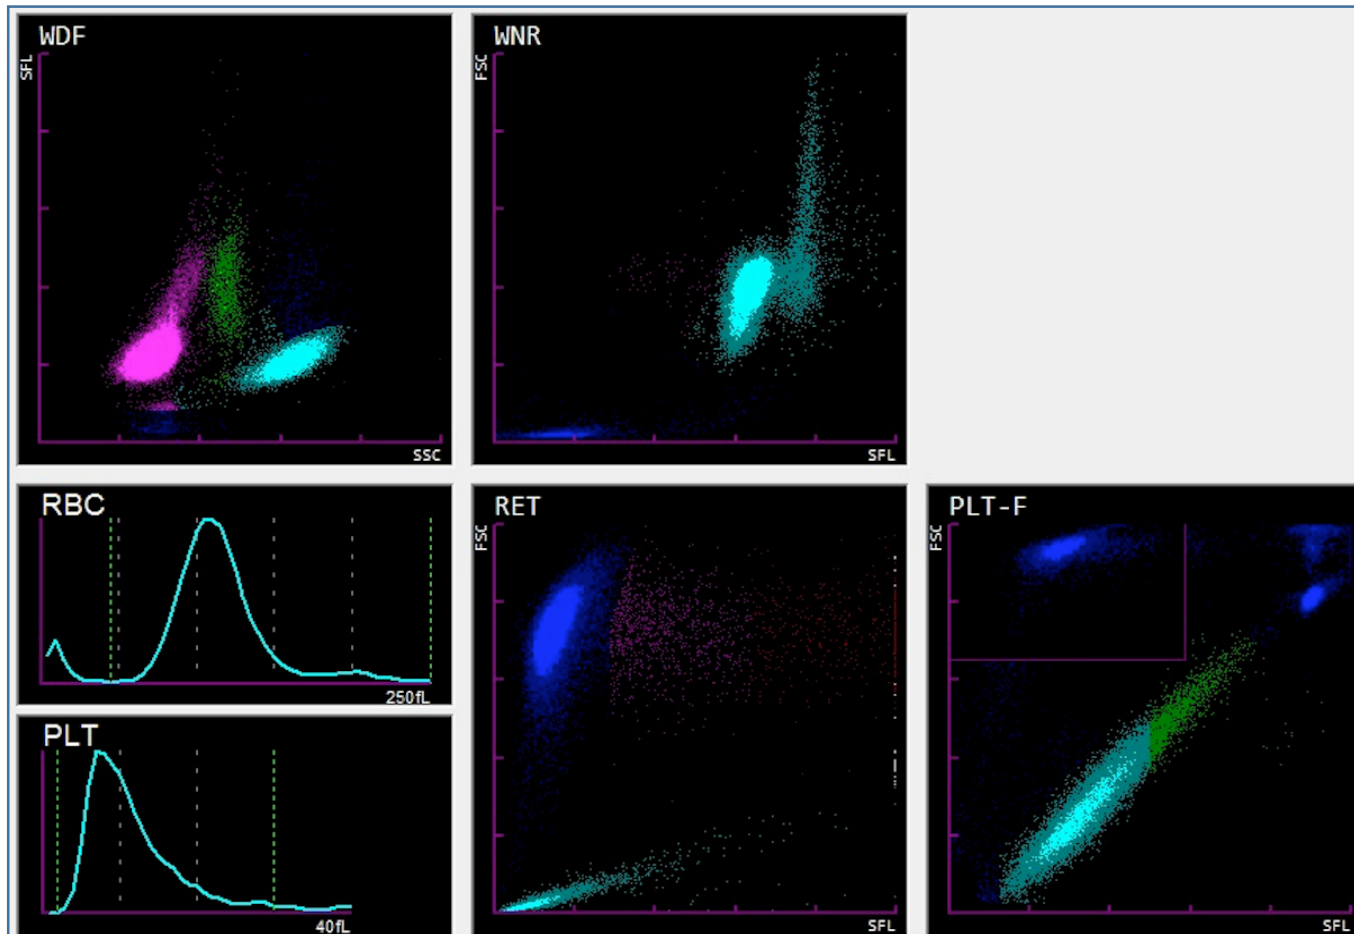 WDF
SFL
SSC
WNR
FSC
SFL
RBC
250fL
PLT
40fL
RET
FSC
SFL
PLT-F
FSC
SFL